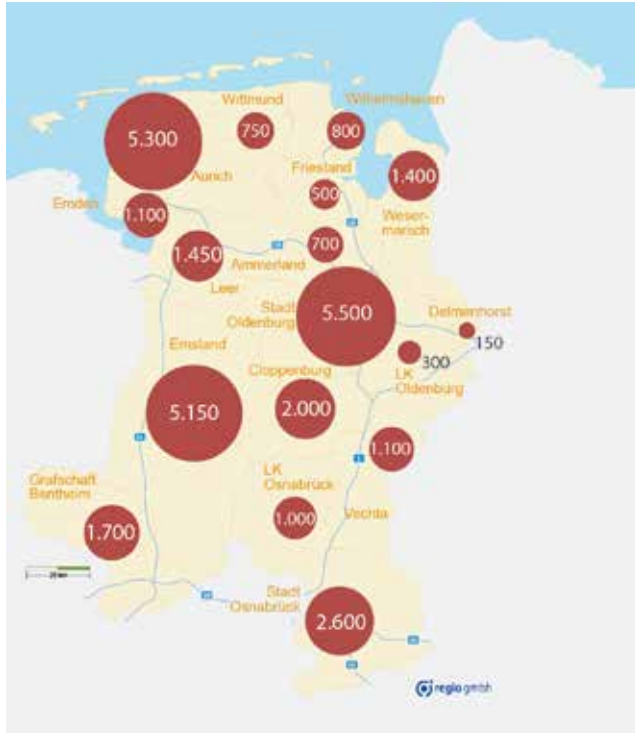 Wittmund
Wilhelmshaven
5.300
750
800
Aurich
Friesland
1.400
500
Emden
1.100
Weser-
marisch
1.450
700
Ammerland
Leer
Stadt
Oldenburg
5.500
Delmenhorst
150
Emsland
300
LK
Oldenburg
Cloppenburg
5.150
2.000
1.100
LK
Osnabrück
Grafschaft
Bentheim
1.000
Vechta
1.700
Stadt
Osnabrück
2.600
regio gmbh